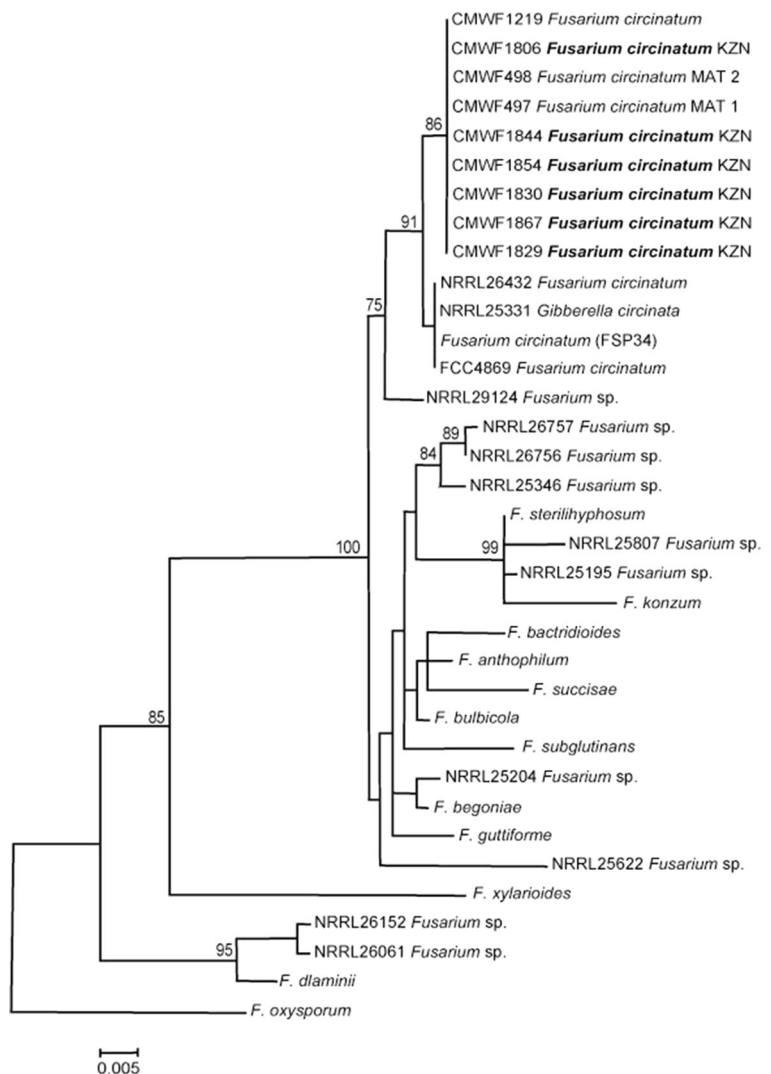 CMWF1219 Fusarium circinatum
CMWF1806 Fusarium circinatum KZN
CMWF498 Fusarium circinatum MAT 2
CMWF497 Fusarium circinatum MAT 1
86
CMWF1844 Fusarium circinatum KZN
CMWF1854 Fusarium circinatum KZN
CMWF1830 Fusarium circinatum KZN
91
CMWF1867 Fusarium circinatum KZN
CMWF1829 Fusarium circinatum KZN
NRRL26432 Fusarium circinatum
75
NRRL25331 Gibberella circinata
Fusarium circinatum (FSP34)
FCC4869 Fusarium circinatum
NRRL29124 Fusarium sp.
89
NRRL26757 Fusarium sp.
84
NRRL26756 Fusarium sp.
NRRL25346 Fusarium sp.
F. sterilihyphosum
100
99
NRRL25807 Fusarium sp.
NRRL25195 Fusarium sp.
F. konzum
F. bactridioides
F. anthophilum
F. succisae
F. bulbicola
85
F. subglutinans
NRRL25204 Fusarium sp.
F. begoniae
F. guttiforme
NRRL25622 Fusarium sp.
F. xylarioides
NRRL26152 Fusarium sp.
95
NRRL26061 Fusarium sp.
F. dlaminii
F. oxysporum
0.005